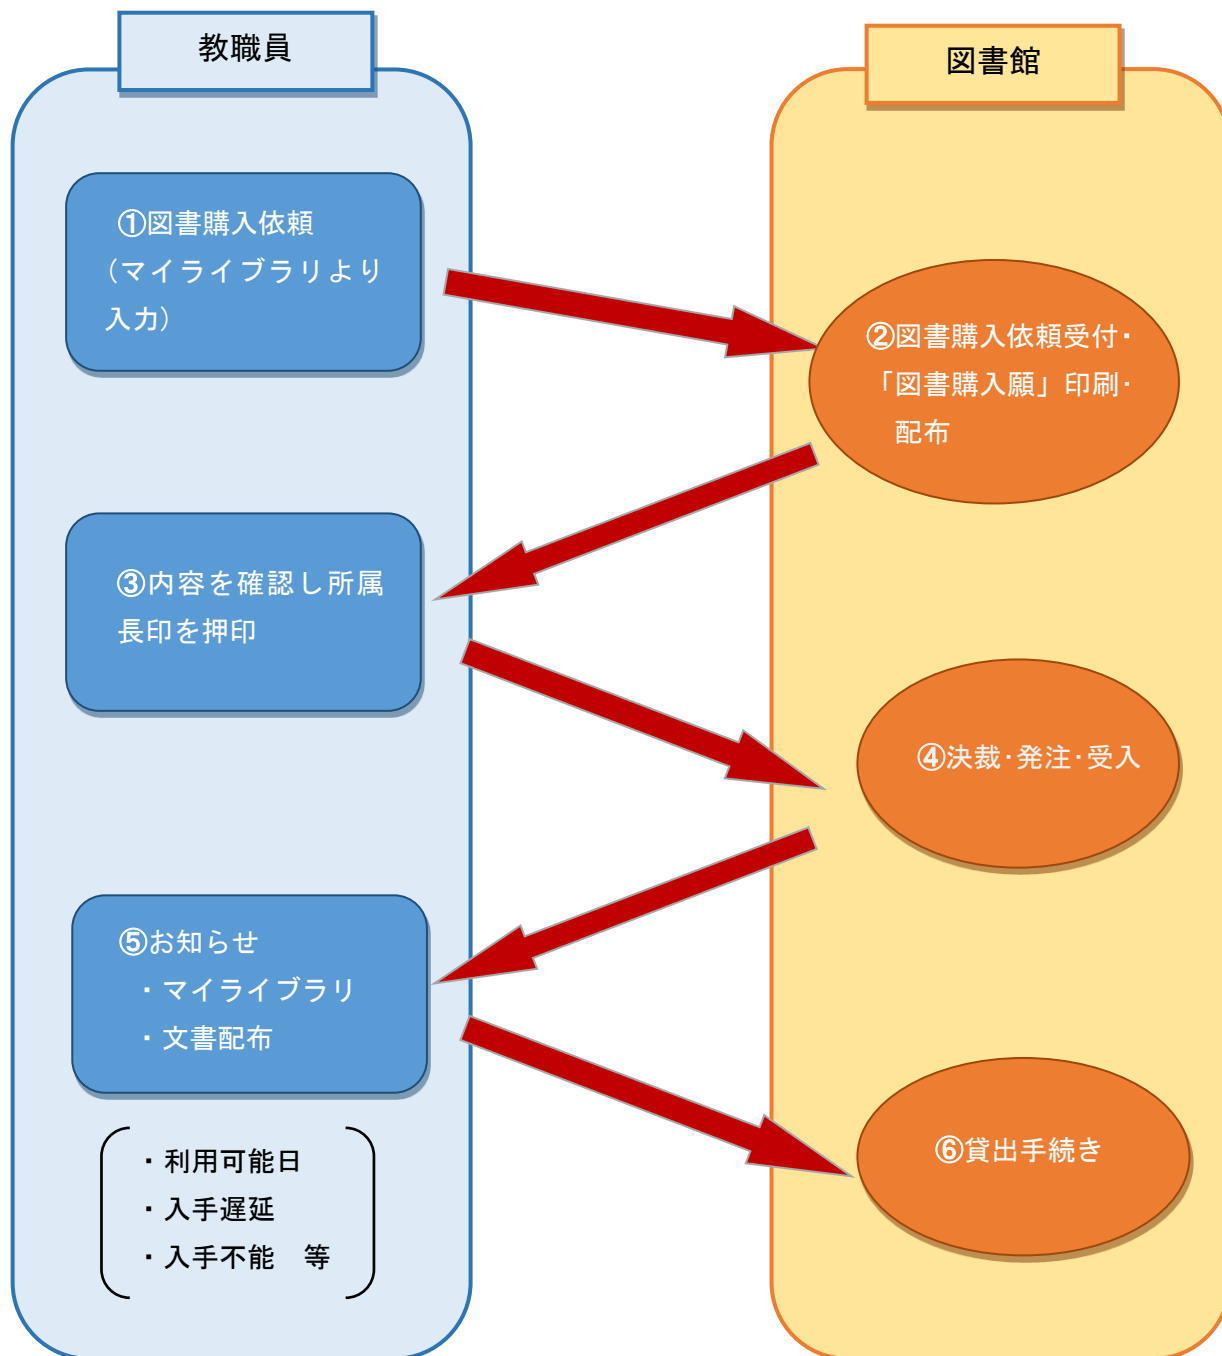 教職員
図書館
①図書購入依頼
(マイライブラリより
入力)
②図書購入依頼受付・
「図書購入願」印刷・
配布
③内容を確認し所属
長印を押印
④決裁・発注・受入
⑤お知らせ
・マイライブラリ
・文書配布
・利用可能日
・入手遅延
・入手不能　等
⑥貸出手続き